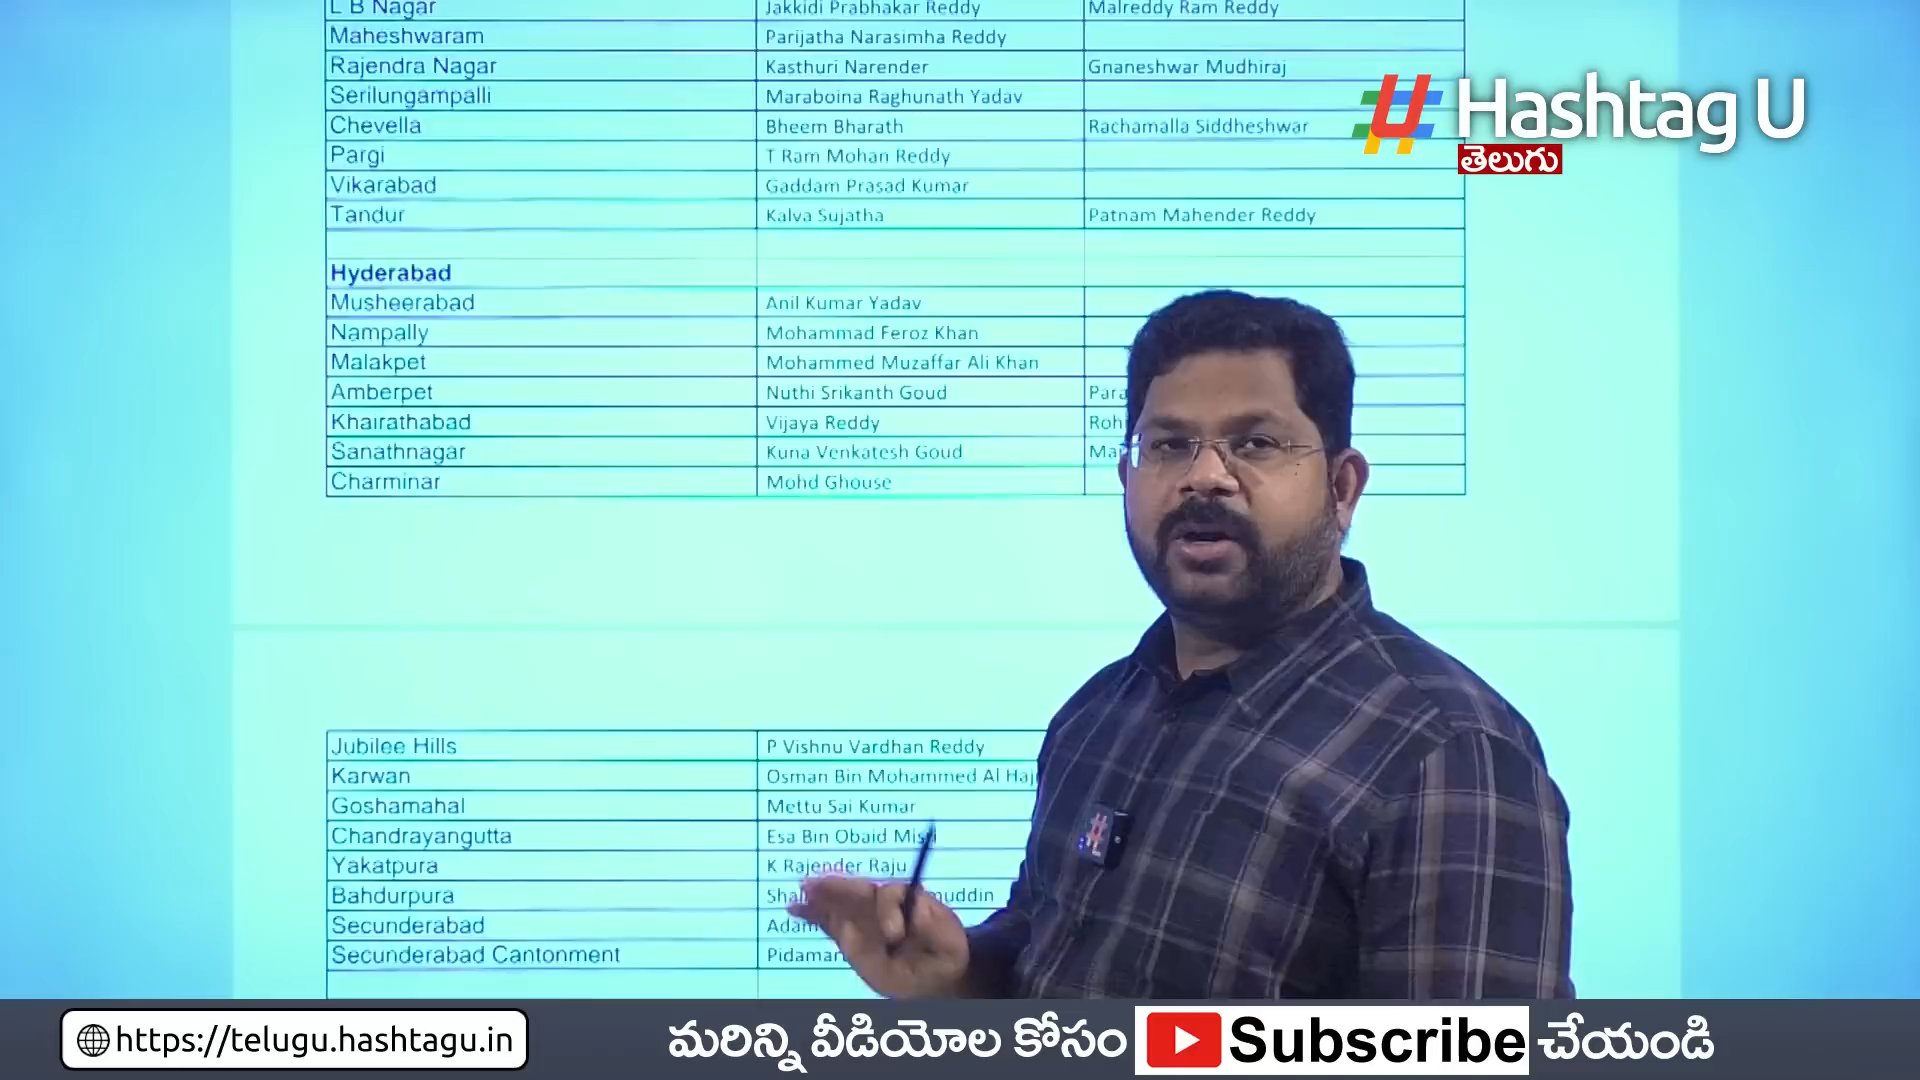 L B Nagar Jakkidi Prabhakar Reddy Malreddy Ram Reddy
Maheshwaram Parijatha Narasimha Reddy
Rajendra Nagar Kasthuri Narender Gnaneshwar Mudhiraj
Serilungampalli Maraboina Raghunath Yadav
Chevella Bheem Bharath Rachamalla Siddheshwar
Pargi T Ram Mohan Reddy
Vikarabad Gaddam Prasad Kumar
Tandur Kalva Sujatha Patnam Mahender Reddy
Hyderabad
Musheerabad Anil Kumar Yadav
Nampally Mohammad Feroz Khan
Malakpet Mohammed Muzaffar Ali Khan
Amberpet Nuthi Srikanth Goud
Khairathabad Vijaya Reddy
Sanathnagar Kuna Venkatesh Goud
Charminar Mohd Ghouse
Jubilee Hills P Vishnu Vardhan Reddy
Karwan Osman Bin Mohammed Al Haj
Goshamahal Mettu Sai Kumar
Chandrayangutta Esa Bin Obaid Misri
Yakatpura K Rajender Raju
Bahdurpura
Secunderabad
Secunderabad Cantonment
Hashtag U
తెలుగు
https://telugu.hashtagu.in మరిన్ని వీడియోల కోసం Subscribe చేయండి